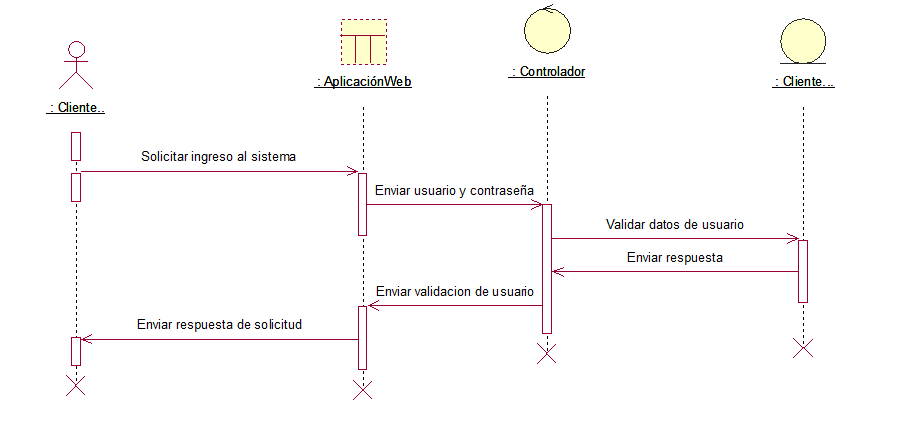 : Cliente..
: AplicaciónWeb
: Controlador
: Cliente...
Solicitar ingreso al sistema
Enviar usuario y contraseña
Validar datos de usuario
Enviar respuesta
Enviar validacion de usuario
Enviar respuesta de solicitud